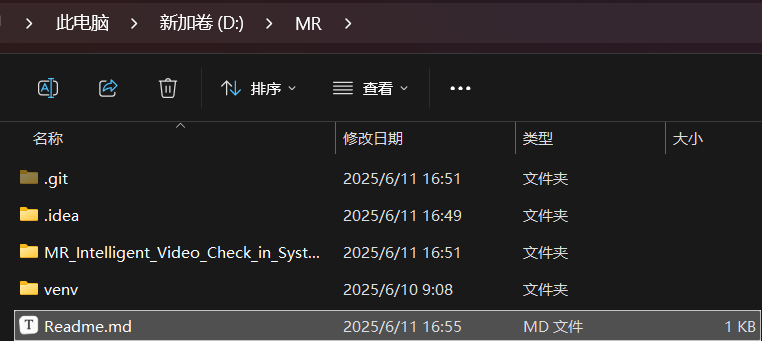 此电脑 新加卷 (D:) MR
排序 查看
名称 修改日期 类型 大小
.git 2025/6/11 16:51 文件夹
.idea 2025/6/11 16:49 文件夹
MR_Intelligent_Video_Check_in_Syst... 2025/6/11 16:51 文件夹
venv 2025/6/10 9:08 文件夹
Readme.md 2025/6/11 16:55 MD 文件 1 KB